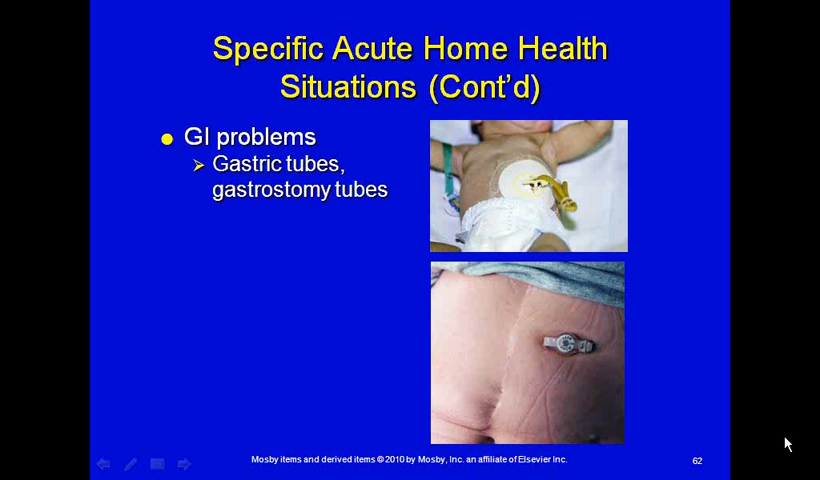 Specific Acute Home Health
Situations (Cont'd)
GI problems
Gastric tubes,
gastrostomy tubes
Mosby items and derived items © 2010 by Mosby, Inc. an affiliate of Elsevier Inc.
62